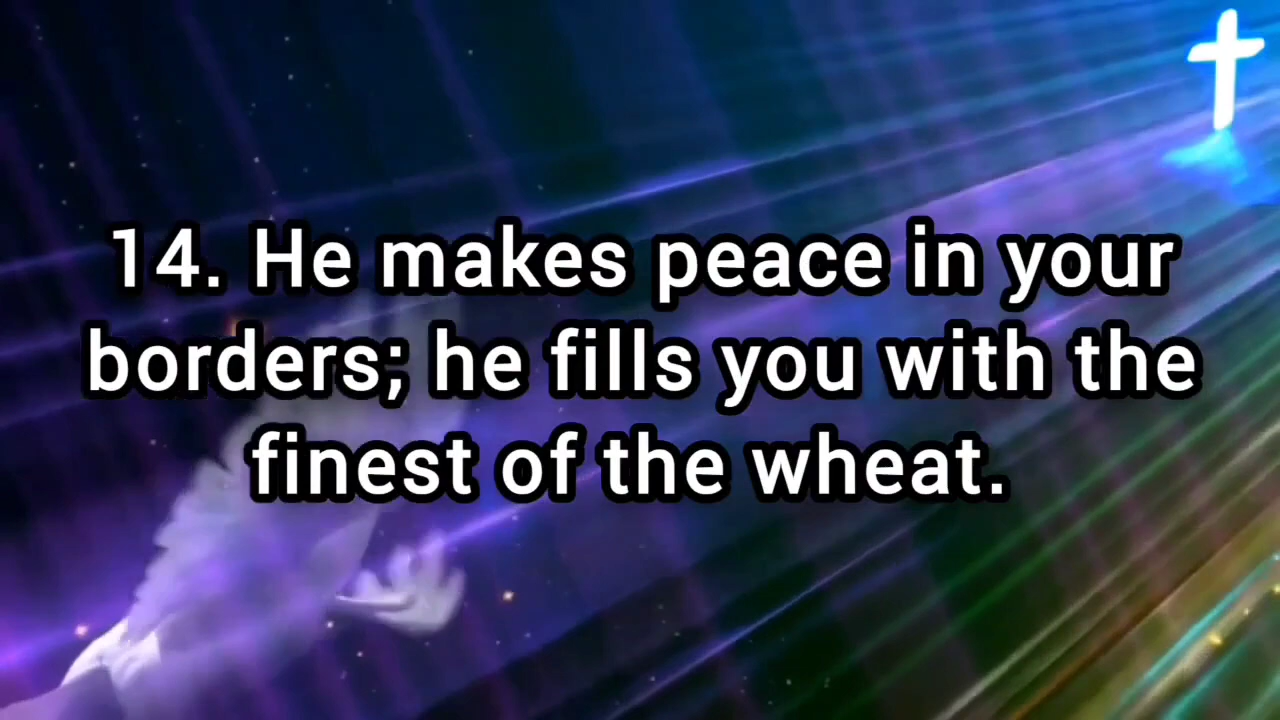 14. He makes peace in your
borders; he fills you with the
finest of the wheat.